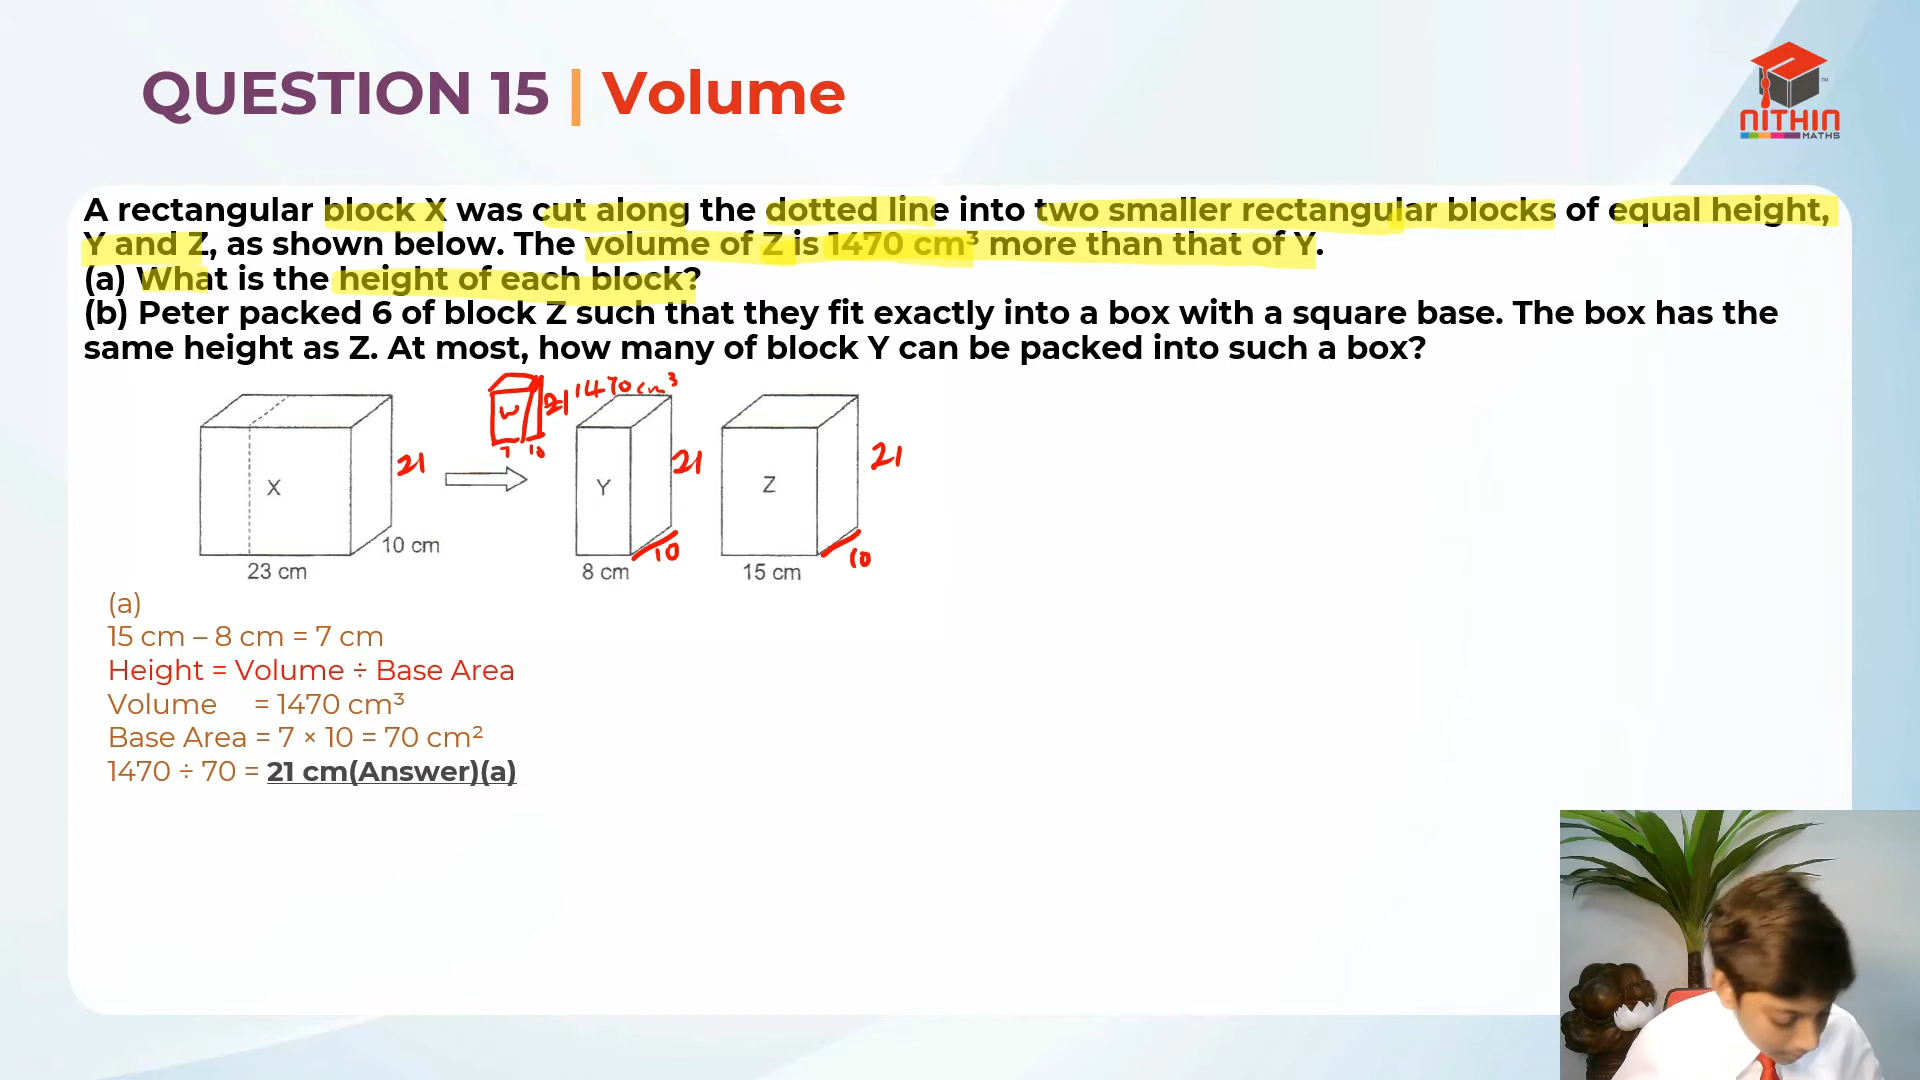 QUESTION 15 | Volume
NITHIN
MATHS
TM
A rectangular block X was cut along the dotted line into two smaller rectangular blocks of equal height,
Y and Z, as shown below. The volume of Z is 1470 cm³ more than that of Y.
(a) What is the height of each block?
(b) Peter packed 6 of block Z such that they fit exactly into a box with a square base. The box has the
same height as Z. At most, how many of block Y can be packed into such a box?
1470 cm³
W
21
7 10
X
21
10 cm
23 cm
Y
21
10
8 cm
Z
21
10
15 cm
(a)
15 cm – 8 cm = 7 cm
Height = Volume ÷ Base Area
Volume = 1470 cm³
Base Area = 7 × 10 = 70 cm²
1470 ÷ 70 = 21 cm(Answer)(a)